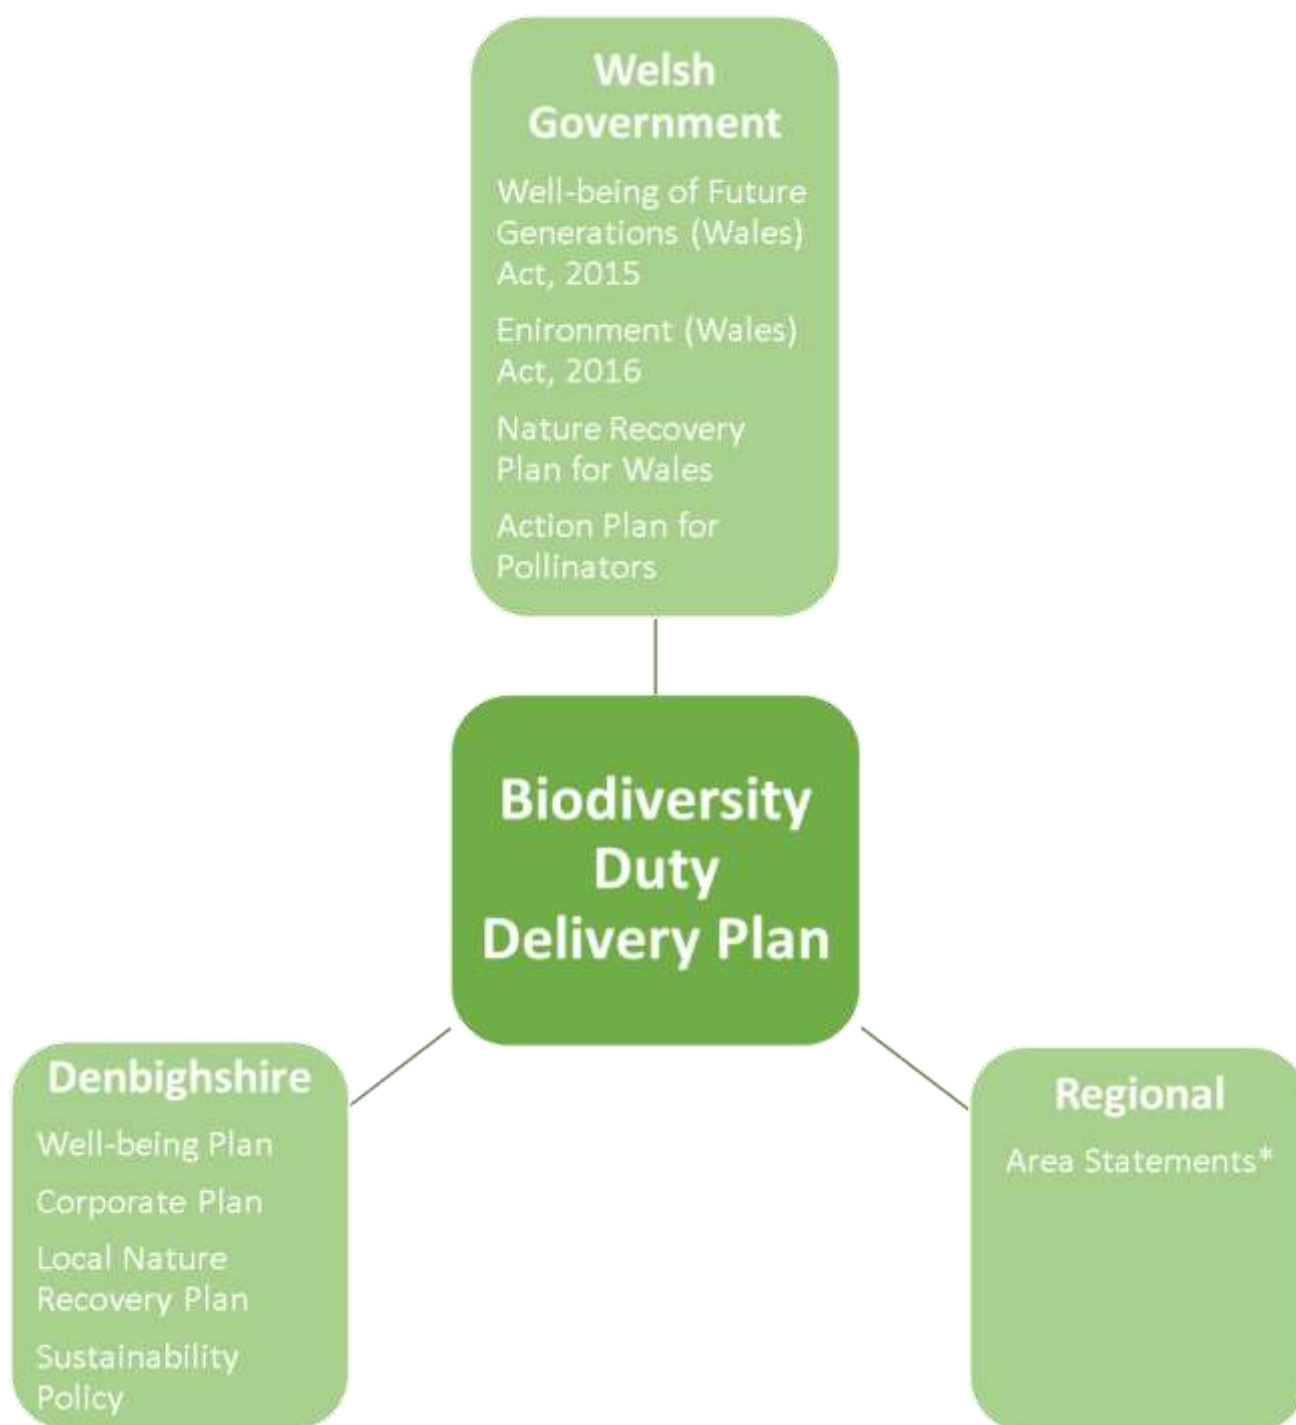 Welsh
Government
Well-being of Future
Generations (Wales)
Act, 2015
Enironment (Wales)
Act, 2016
Nature Recovery
Plan for Wales
Action Plan for
Pollinators
Biodiversity
Duty
Delivery Plan
Denbighshire
Well-being Plan
Corporate Plan
Local Nature
Recovery Plan
Sustainability
Policy
Regional
Area Statements*